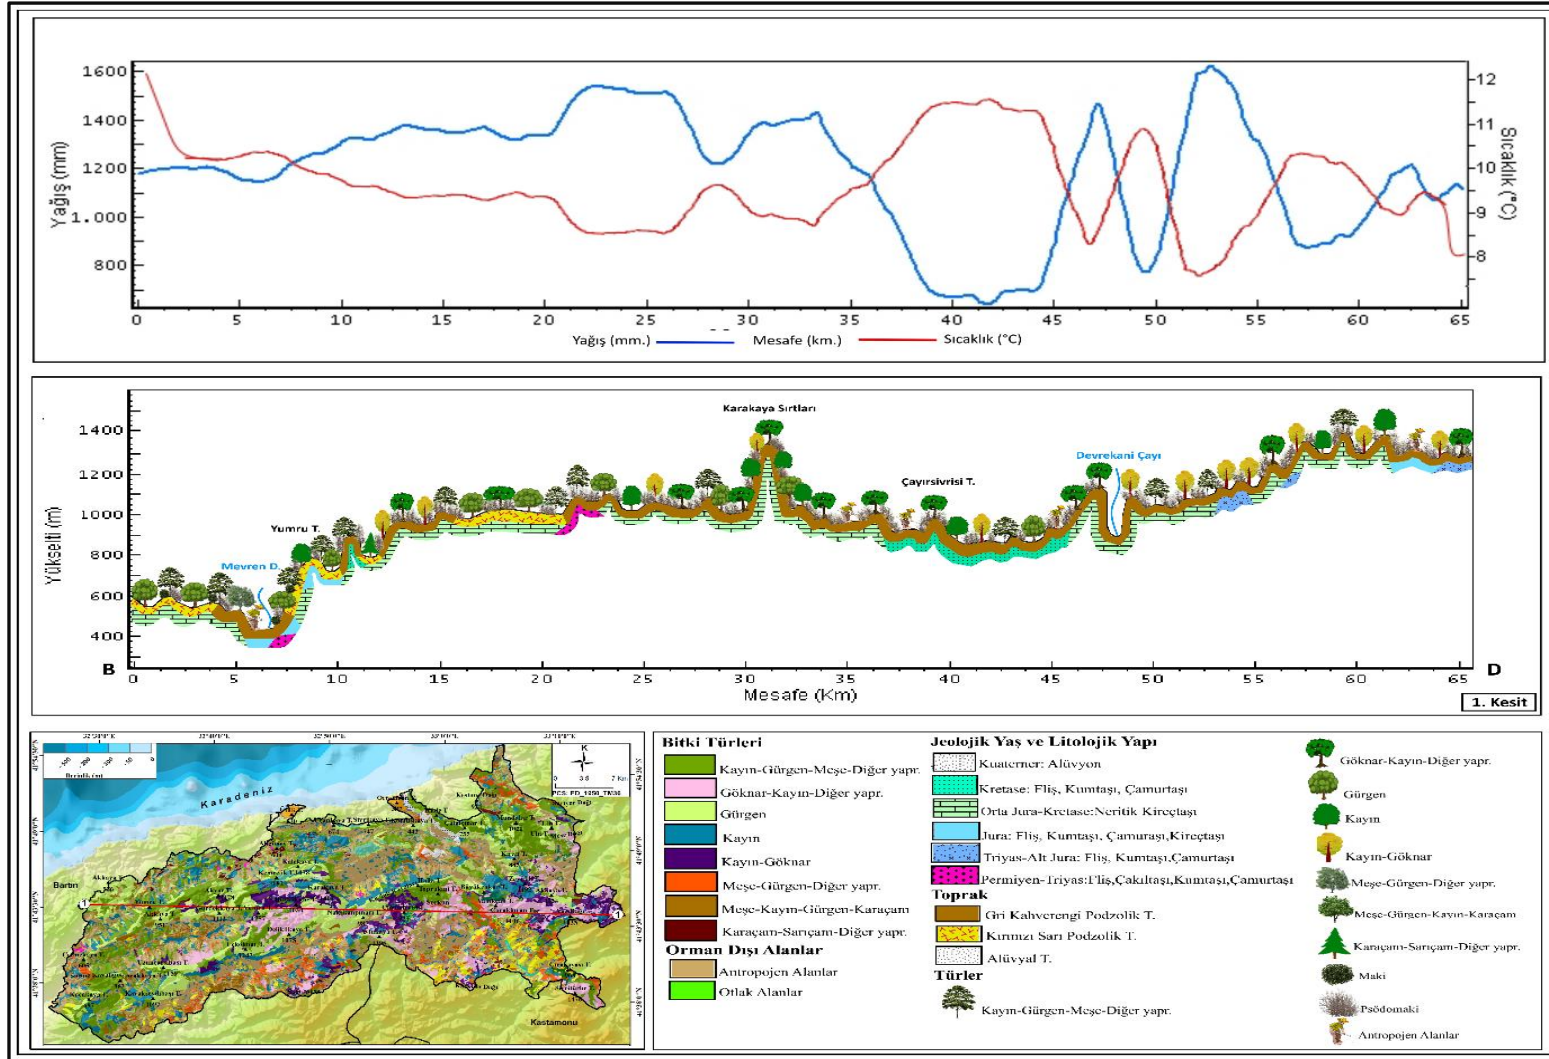 1600
1400
1200
1.000
800
Yağış (mm)
12
11
10
9
8
Sıcaklık (°C)
0 5 10 15 20 25 30 35 40 45 50 55 60 65
Yağış (mm.) Mesafe (km.) Sıcaklık (°C)
Karakaya Sırtları
Devrekani Çayı
Çayırsivrisi T.
Yumru T.
Mevren D.
1400
1200
1000
800
600
400
Yükselti (m)
B
D
0 5 10 15 20 25 30 35 40 45 50 55 60 65
Mesafe (Km)
1. Kesit
Derinlik (m)
Karadeniz
K
0 3.5 7 Km
Bartın
1
1
Kastamonu
Bitki Türleri
Kayın-Gürgen-Meşe-Diğer yapr.
Göknar-Kayın-Diğer yapr.
Gürgen
Kayın
Kayın-Göknar
Meşe-Gürgen-Diğer yapr.
Meşe-Kayın-Gürgen-Karaçam
Karaçam-Sarıçam-Diğer yapr.
Orman Dışı Alanlar
Antropojen Alanlar
Otlak Alanlar
Jeolojik Yaş ve Litolojik Yapı
Kuaterner: Alüvyon
Kretase: Fliş, Kumtaşı, Çamurtaşı
Orta Jura-Kretase:Neritik Kireçtaşı
Jura: Fliş, Kumtaşı, Çamuraşı,Kireçtaşı
Triyas-Alt Jura: Fliş, Kumtaşı,Çamurtaşı
Permiyen-Triyas:Fliş,Çakıltaşı,Kumtaşı,Çamurtaşı
Toprak
Gri Kahverengi Podzolik T.
Kırmızı Sarı Podzolik T.
Alüvyal T.
Türler
Kayın-Gürgen-Meşe-Diğer yapr.
Göknar-Kayın-Diğer yapr.
Gürgen
Kayın
Kayın-Göknar
Meşe-Gürgen-Diğer yapr.
Meşe-Gürgen-Kayın-Karaçam
Karaçam-Sarıçam-Diğer yapr.
Maki
Psödomaki
Antropojen Alanlar